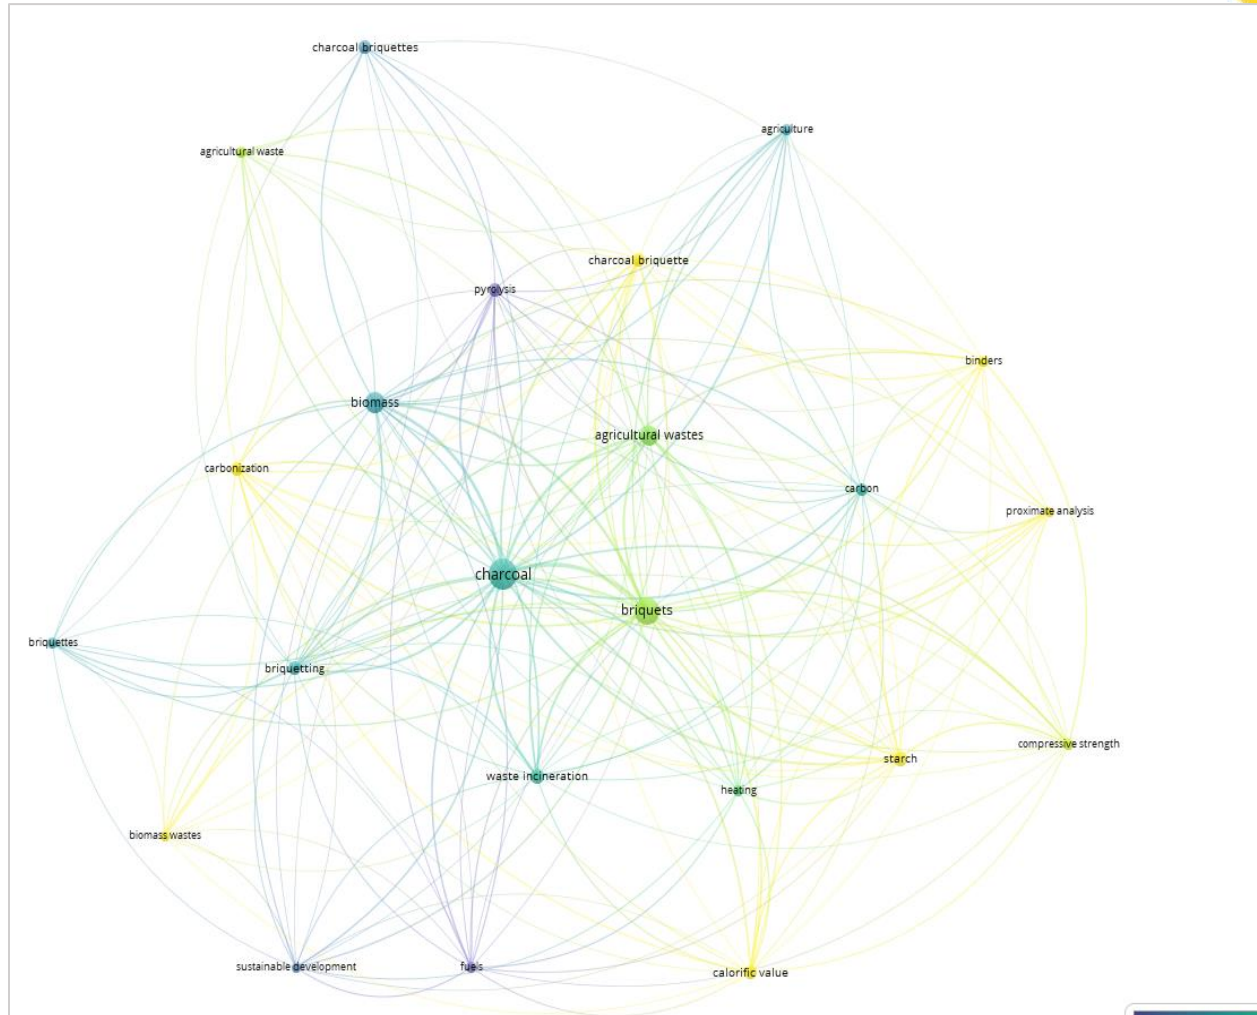 charcoal briquettes
agriculture
agricultural waste
charcoal briquette
pyrolysis
binders
biomass
agricultural wastes
carbonization
carbon
proximate analysis
charcoal
briquets
briquettes
briquetting
compressive strength
starch
waste incineration
heating
biomass wastes
sustainable development
fuels
calorific value